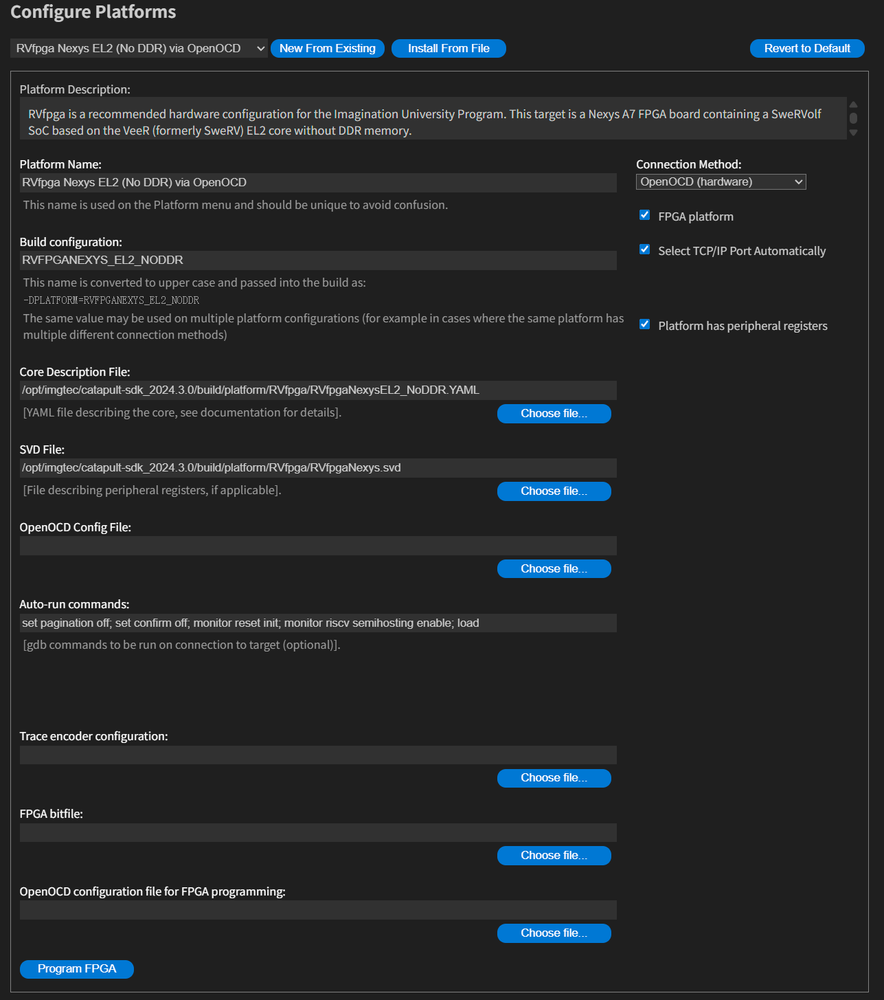 Configure Platforms
RVfpga Nexys EL2 (No DDR) via OpenOCD
New From Existing
Install From File
Revert to Default
Platform Description:
RVfpga is a recommended hardware configuration for the Imagination University Program. This target is a Nexys A7 FPGA board containing a SweRVolf
SoC based on the VeeR (formerly SweRV) EL2 core without DDR memory.
Platform Name:
RVfpga Nexys EL2 (No DDR) via OpenOCD
This name is used on the Platform menu and should be unique to avoid confusion.
Connection Method:
OpenOCD (hardware)
FPGA platform
Select TCP/IP Port Automatically
Platform has peripheral registers
Build configuration:
RVFPGANEXYS_EL2_NODDR
This name is converted to upper case and passed into the build as:
-DPLATFORM=RVFPGANEXYS_EL2_NODDR
The same value may be used on multiple platform configurations (for example in cases where the same platform has
multiple different connection methods)
Core Description File:
/opt/imgtec/catapult-sdk_2024.3.0/build/platform/RVfpga/RVfpgaNexysEL2_NoDDR.YAML
[YAML file describing the core, see documentation for details].
Choose file...
SVD File:
/opt/imgtec/catapult-sdk_2024.3.0/build/platform/RVfpga/RVfpgaNexys.svd
[File describing peripheral registers, if applicable].
Choose file...
OpenOCD Config File:
Choose file...
Auto-run commands:
set pagination off; set confirm off; monitor reset init; monitor riscv semihosting enable; load
[gdb commands to be run on connection to target (optional)].
Trace encoder configuration:
Choose file...
FPGA bitfile:
Choose file...
OpenOCD configuration file for FPGA programming:
Choose file...
Program FPGA